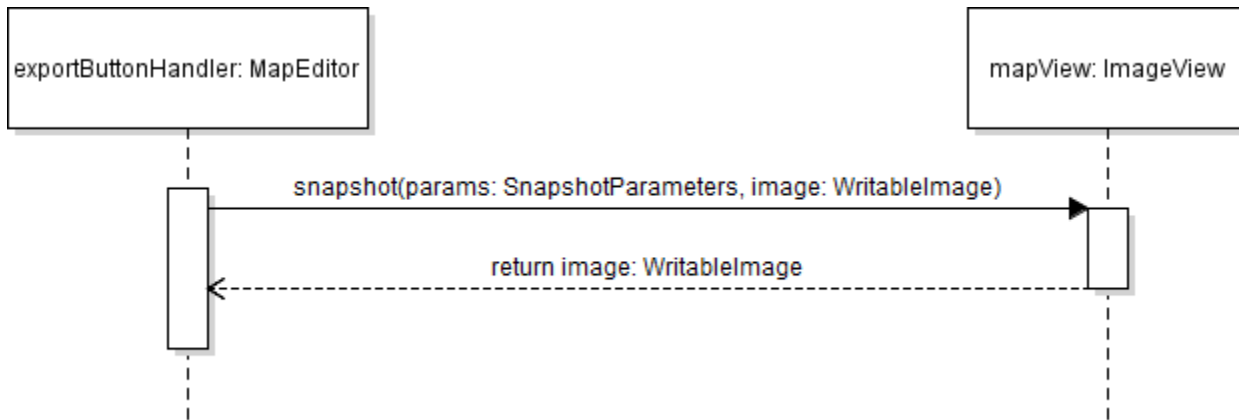 exportButtonHandler: MapEditor
mapView: ImageView
snapshot(params: SnapshotParameters, image: WritableImage)
return image: WritableImage